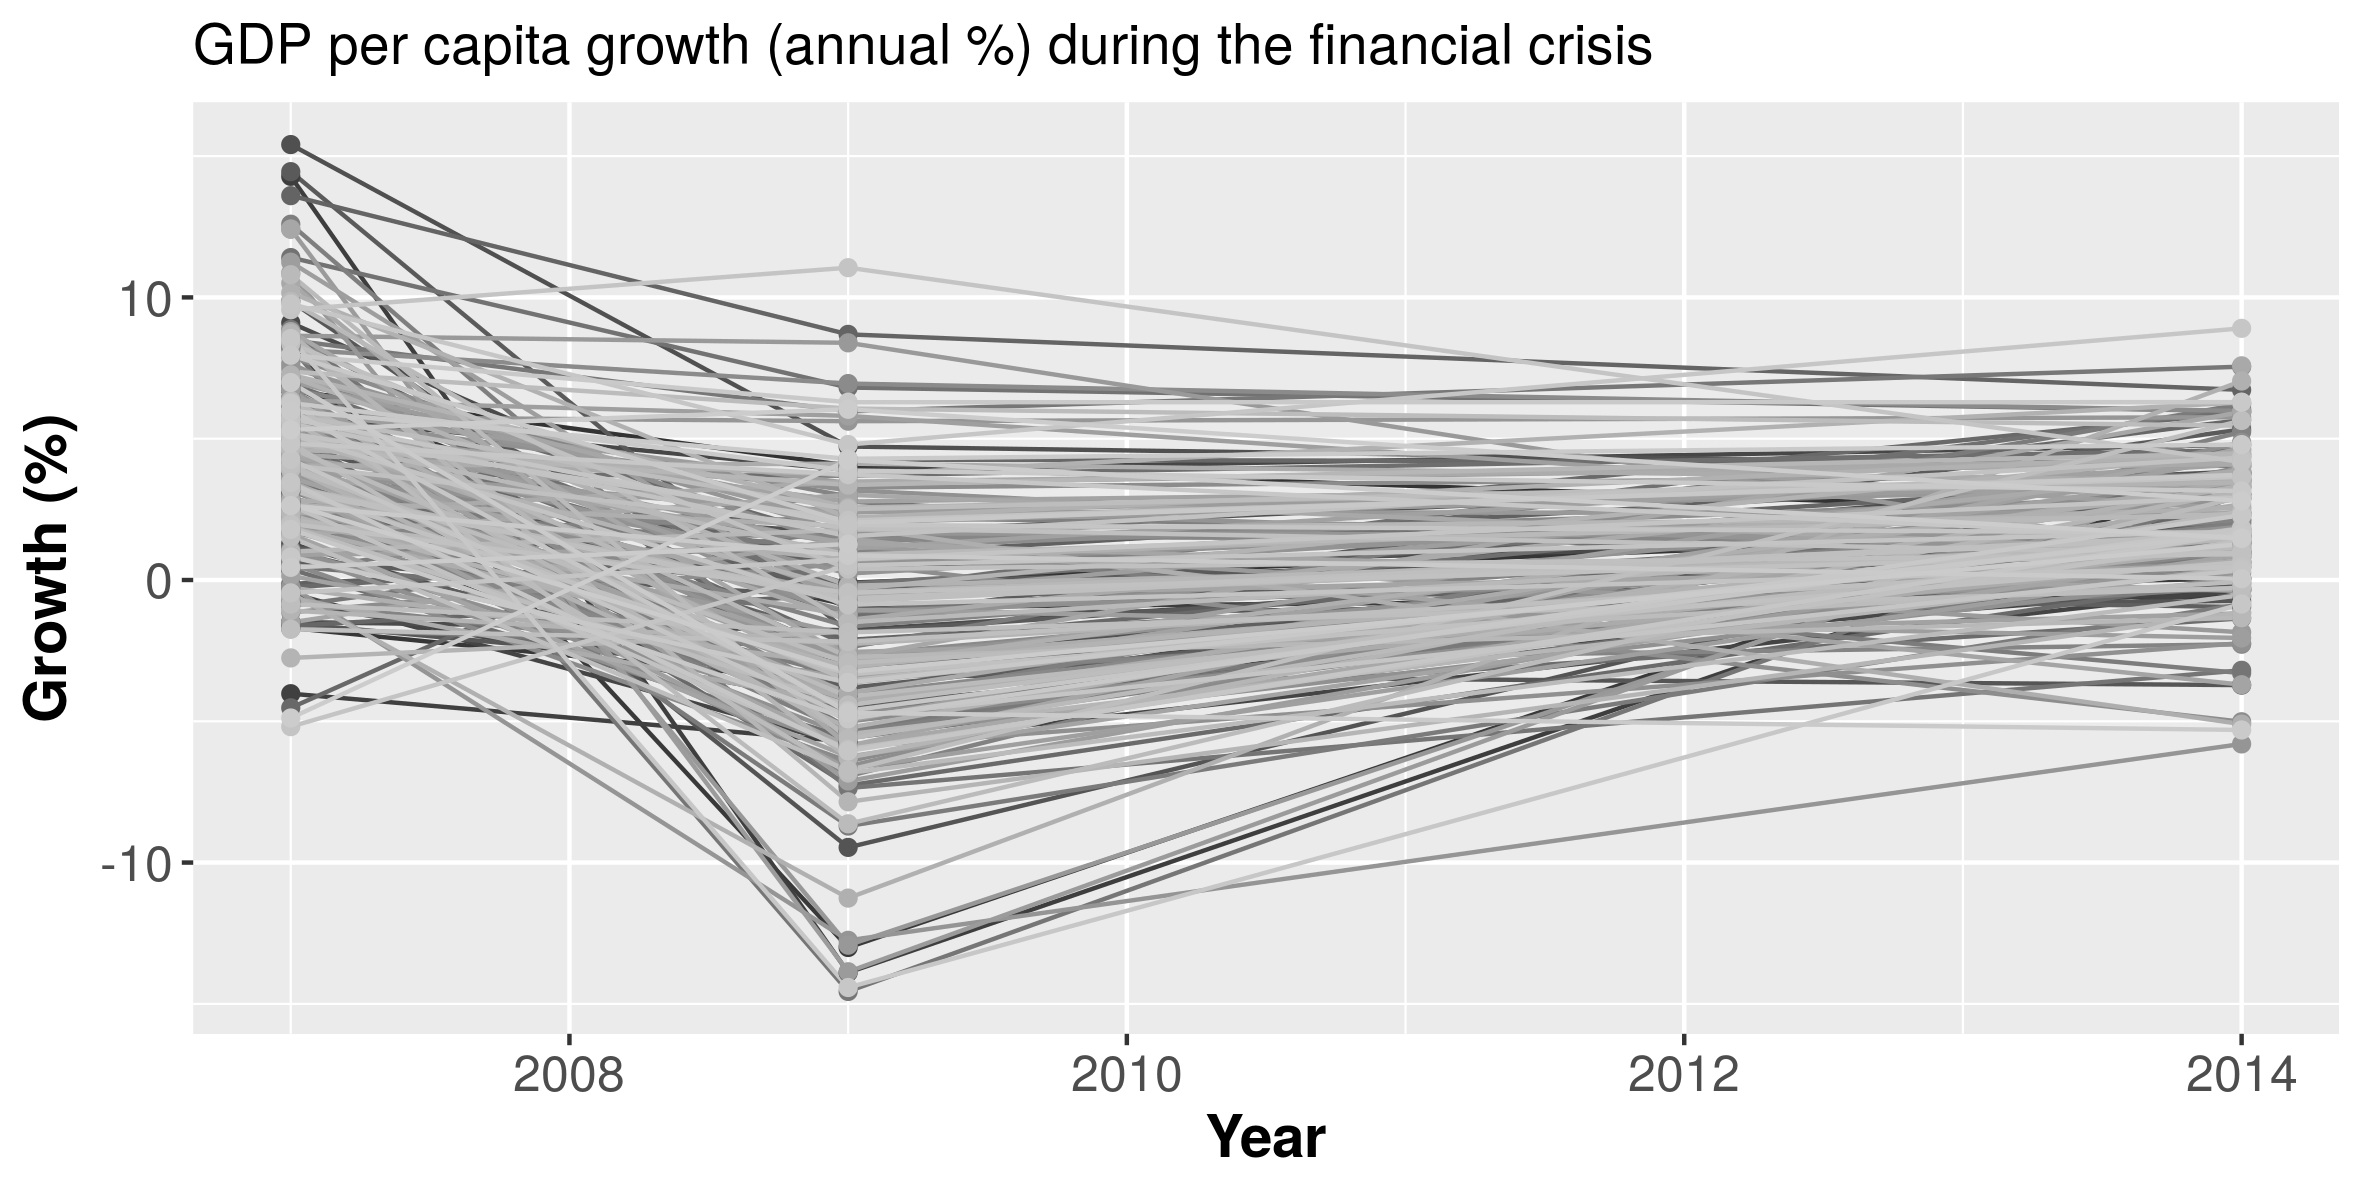 GDP per capita growth (annual %) during the financial crisis
Growth (%)
10
0
-10
2008
2010
2012
2014
Year